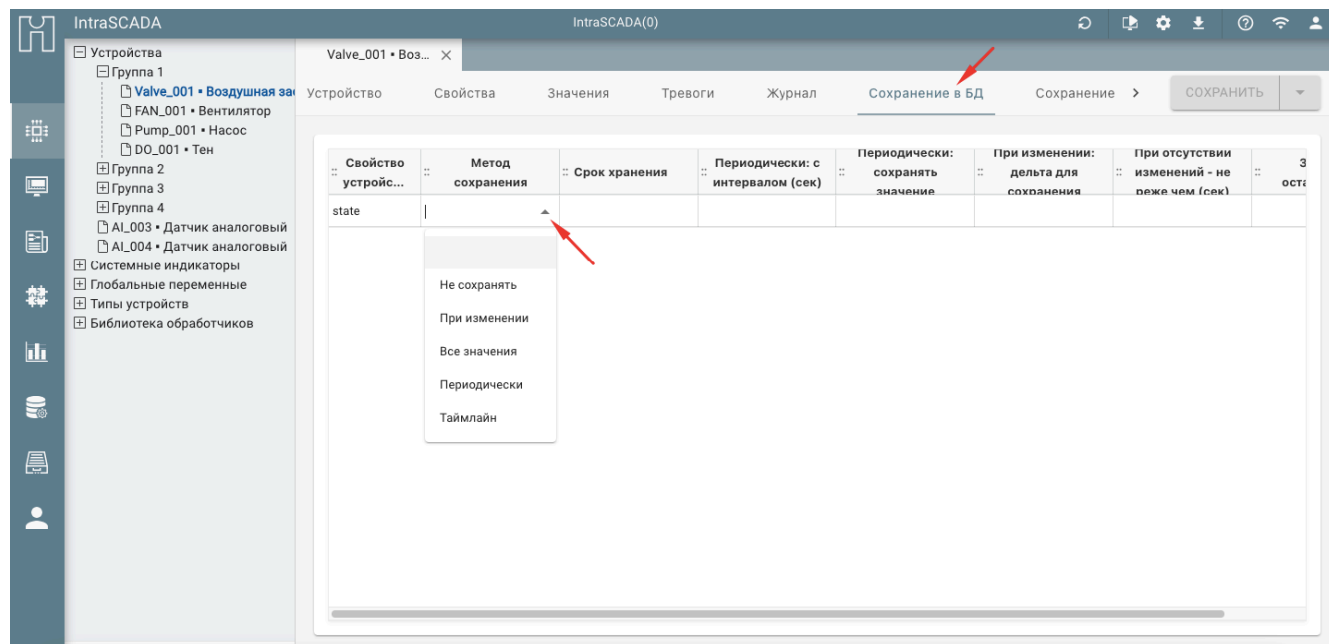 IntraSCADA
IntraSCADA(0)
Устройства
Группа 1
Valve_001 • Воздушная
FAN_001 • Вентилятор
Pump_001 • Насос
DO_001 • Тен
Группа 2
Группа 3
Группа 4
AI_003 • Датчик аналоговый
AI_004 • Датчик аналоговый
Системные индикаторы
Глобальные переменные
Типы устройств
Библиотека обработчиков
Valve_001 • Воз...
Устройство Свойства Значения Тревоги Журнал Сохранение в БД Сохранение
СОХРАНИТЬ
Свойство
устройс...
Метод
сохранения
Срок хранения
Периодически: с
интервалом (сек)
Периодически:
сохранять
значение
При изменении:
дельта для
сохранения
При отсутствии
изменений - не
реже чем (сек)
state
Не сохранять
При изменении
Все значения
Периодически
Таймлайн